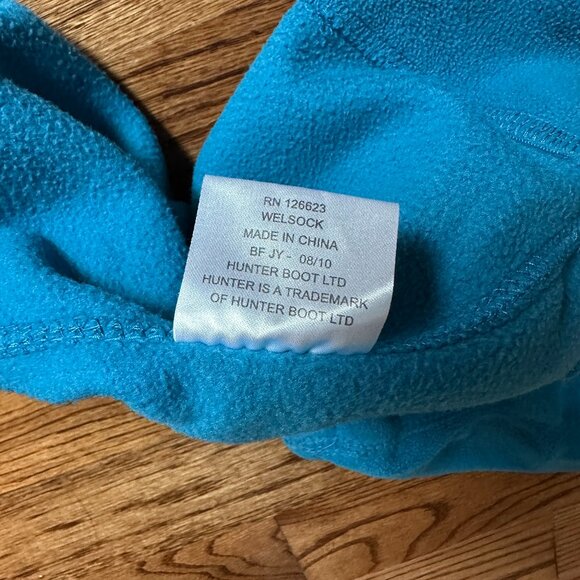 RN 126623
WELSOCK
MADE IN CHINA
BF JY - 08/10
HUNTER BOOT LTD
HUNTER IS A TRADEMARK
OF HUNTER BOOT LTD